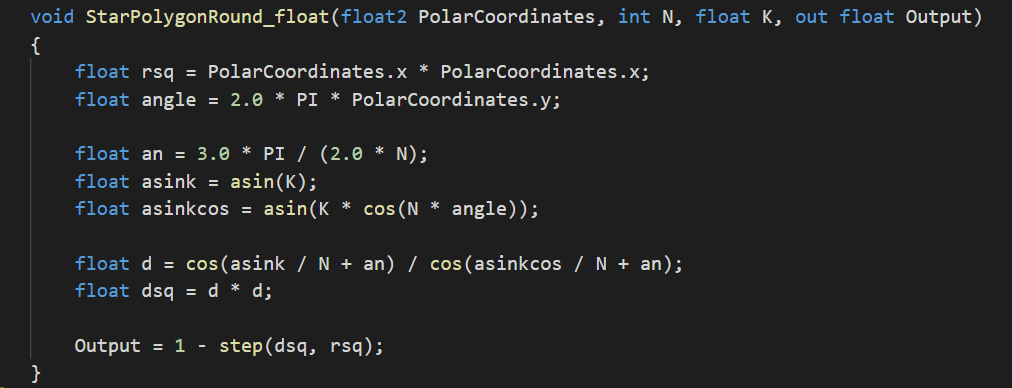 void StarPolygonRound_float(float2 PolarCoordinates, int N, float K, out float Output)
{
    float rsq = PolarCoordinates.x * PolarCoordinates.x;
    float angle = 2.0 * PI * PolarCoordinates.y;

    float an = 3.0 * PI / (2.0 * N);
    float asink = asin(K);
    float asinkcos = asin(K * cos(N * angle));

    float d = cos(asink / N + an) / cos(asinkcos / N + an);
    float dsq = d * d;

    Output = 1 - step(dsq, rsq);
}